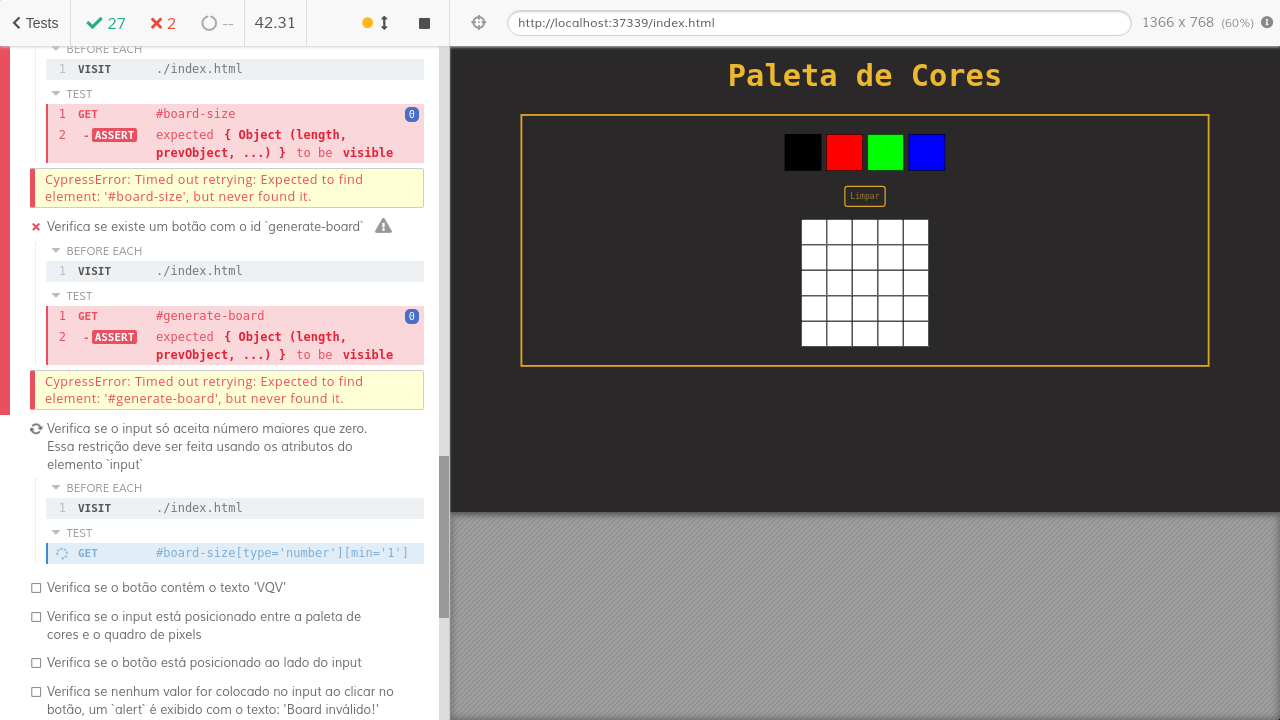 Tests
27
2
--
42.31
http://localhost:37339/index.html
1366 x 768 (60%)
BEFORE EACH
1 VISIT ./index.html
TEST
1 GET #board-size 0
2 -ASSERT expected { Object (length,
prevObject, ...) } to be visible
CypressError: Timed out retrying: Expected to find
element: '#board-size', but never found it.
Verifica se existe um botão com o id `generate-board`
BEFORE EACH
1 VISIT ./index.html
TEST
1 GET #generate-board 0
2 -ASSERT expected { Object (length,
prevObject, ...) } to be visible
CypressError: Timed out retrying: Expected to find
element: '#generate-board', but never found it.
Verifica se o input só aceita número maiores que zero.
Essa restrição deve ser feita usando os atributos do
elemento `input`
BEFORE EACH
1 VISIT ./index.html
TEST
GET #board-size[type='number'][min='1']
Verifica se o botão contém o texto 'VQV'
Verifica se o input está posicionado entre a paleta de
cores e o quadro de pixels
Verifica se o botão está posicionado ao lado do input
Verifica se nenhum valor for colocado no input ao clicar no
botão, um `alert` é exibido com o texto: 'Board inválido!'
Paleta de Cores
Limpar